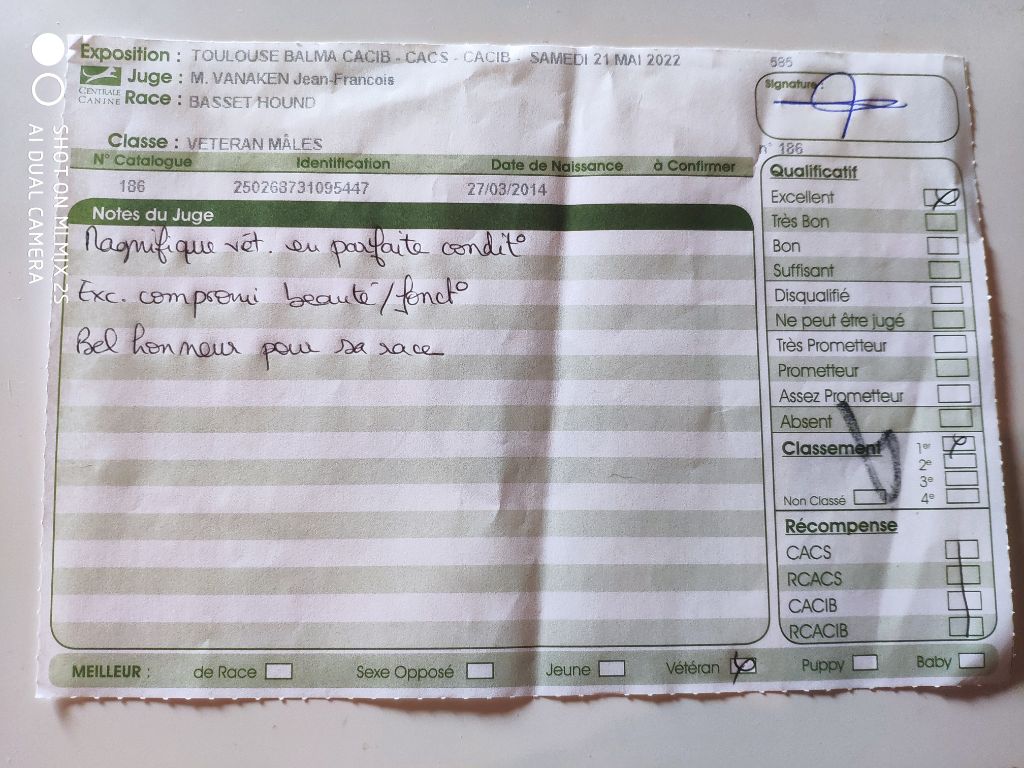 Exposition : TOULOUSE BALMA CACIB - CACS - CACIB - SAMEDI 21 MAI 2022
CENTRALE CANINE
Juge : M. VANAKEN Jean-Francois
Race : BASSET HOUND
Classe : VETERAN MÂLES
N° Catalogue Identification Date de Naissance à Confirmer
186 250268731095447 27/03/2014
Notes du Juge
Magnifique vét. en parfaite condit°
Exc. compromi beauté/fonct°
Bel honneur pour sa race
585
Signature :
n° 186
Qualificatif
Excellent
Très Bon
Bon
Suffisant
Disqualifié
Ne peut être jugé
Très Prometteur
Prometteur
Assez Prometteur
Absent
Classement 1er
2e
3e
Non Classé 4e
Récompense
CACS
RCACS
CACIB
RCACIB
MEILLEUR : de Race Sexe Opposé Jeune Vétéran Puppy Baby
SHOT ON MI MIX 2S
AI DUAL CAMERA